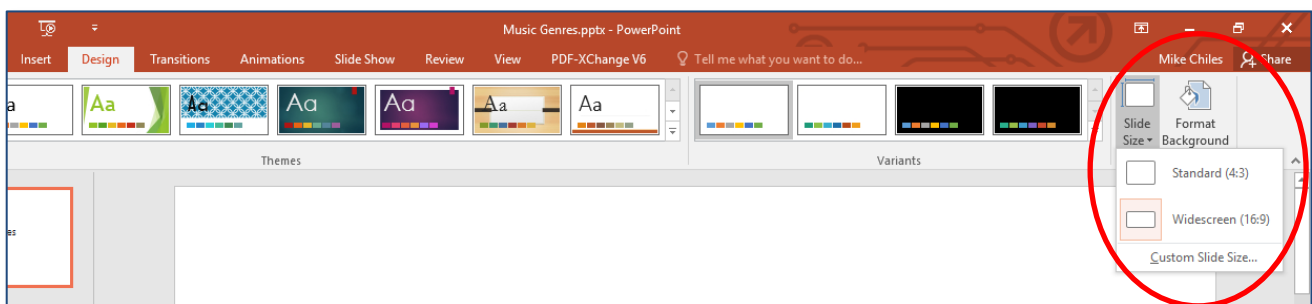 Music Genres.pptx - PowerPoint
Insert Design Transitions Animations Slide Show Review View PDF-XChange V6 Tell me what you want to do... Mike Chiles Share
a Aa Aa Aa Aa Aa Aa
Slide Size Format Background
Themes Variants
Standard (4:3)
es Widescreen (16:9)
Custom Slide Size...